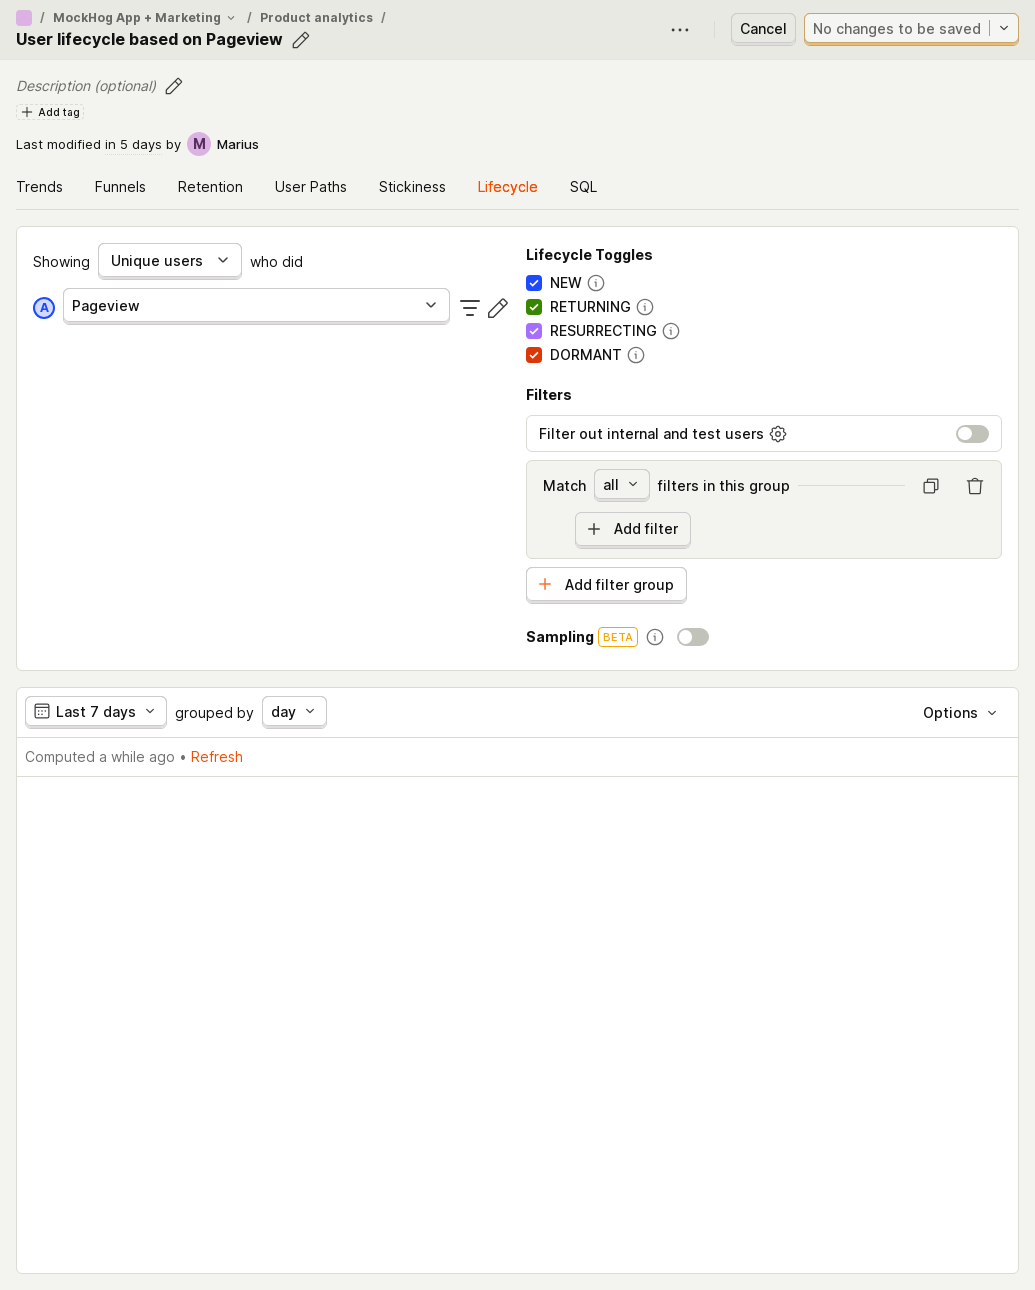 / MockHog App + Marketing / Product analytics /
User lifecycle based on Pageview
Cancel
No changes to be saved
Description (optional)
Add tag
Last modified in 5 days by M Marius
Trends Funnels Retention User Paths Stickiness Lifecycle SQL
Showing Unique users who did
A Pageview
Lifecycle Toggles
NEW
RETURNING
RESURRECTING
DORMANT
Filters
Filter out internal and test users
Match all filters in this group
Add filter
Add filter group
Sampling BETA
Last 7 days grouped by day
Options
Computed a while ago • Refresh